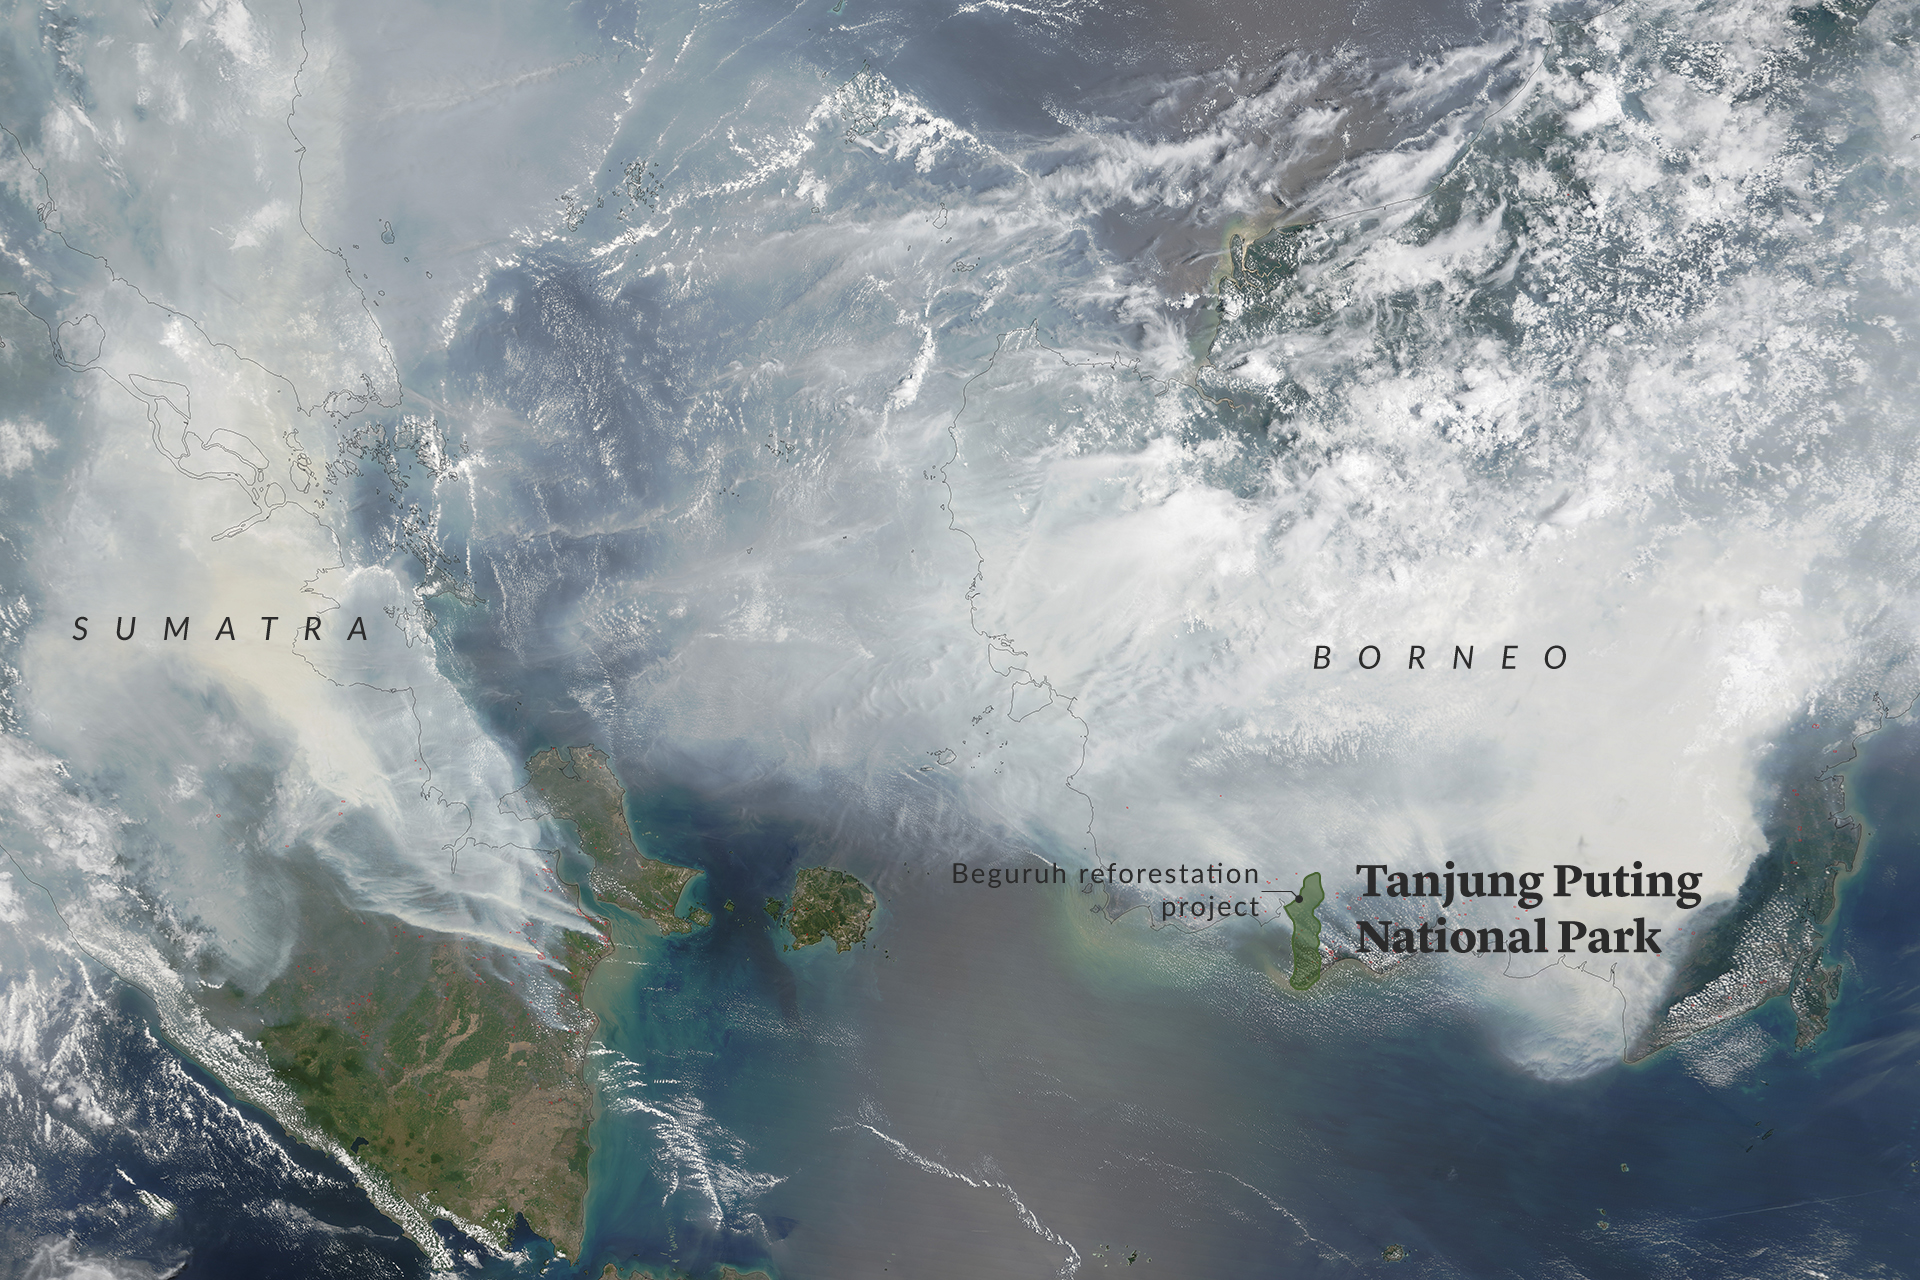 SUMATRA
BORNEO
Beguruh reforestation
project
Tanjung Puting
National Park